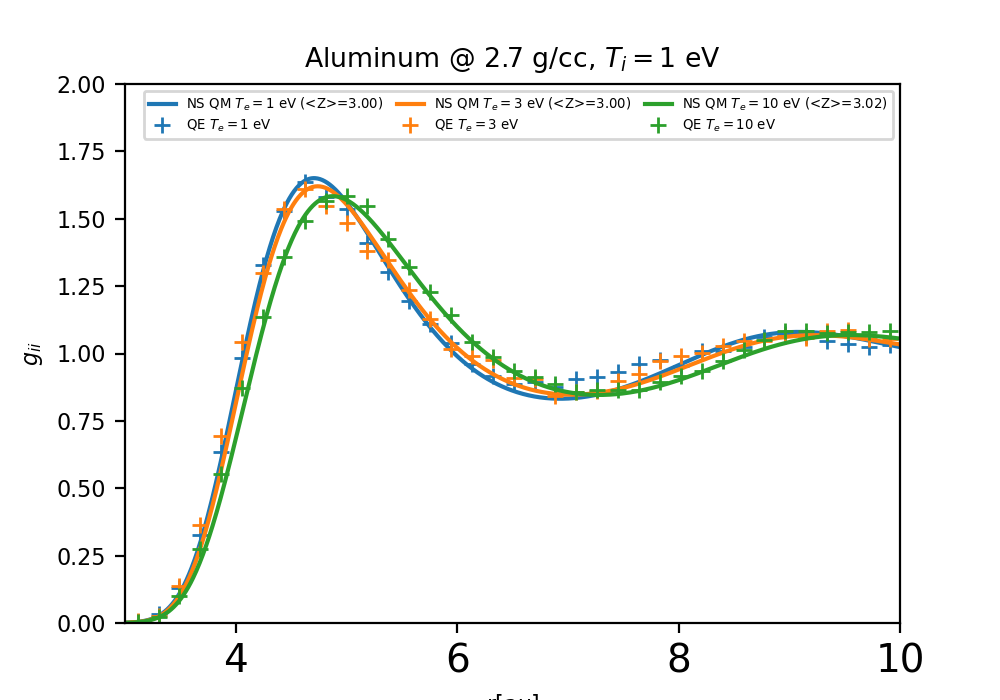 Aluminum @ 2.7 g/cc, $T_i = 1$ eV
NS QM $T_e = 1$ eV (<Z>=3.00) NS QM $T_e = 3$ eV (<Z>=3.00) NS QM $T_e = 10$ eV (<Z>=3.02)
QE $T_e = 1$ eV QE $T_e = 3$ eV QE $T_e = 10$ eV
2.00
1.75
1.50
1.25
1.00
0.75
0.50
0.25
0.00
$g_{ii}$
4 6 8 10
r[au]